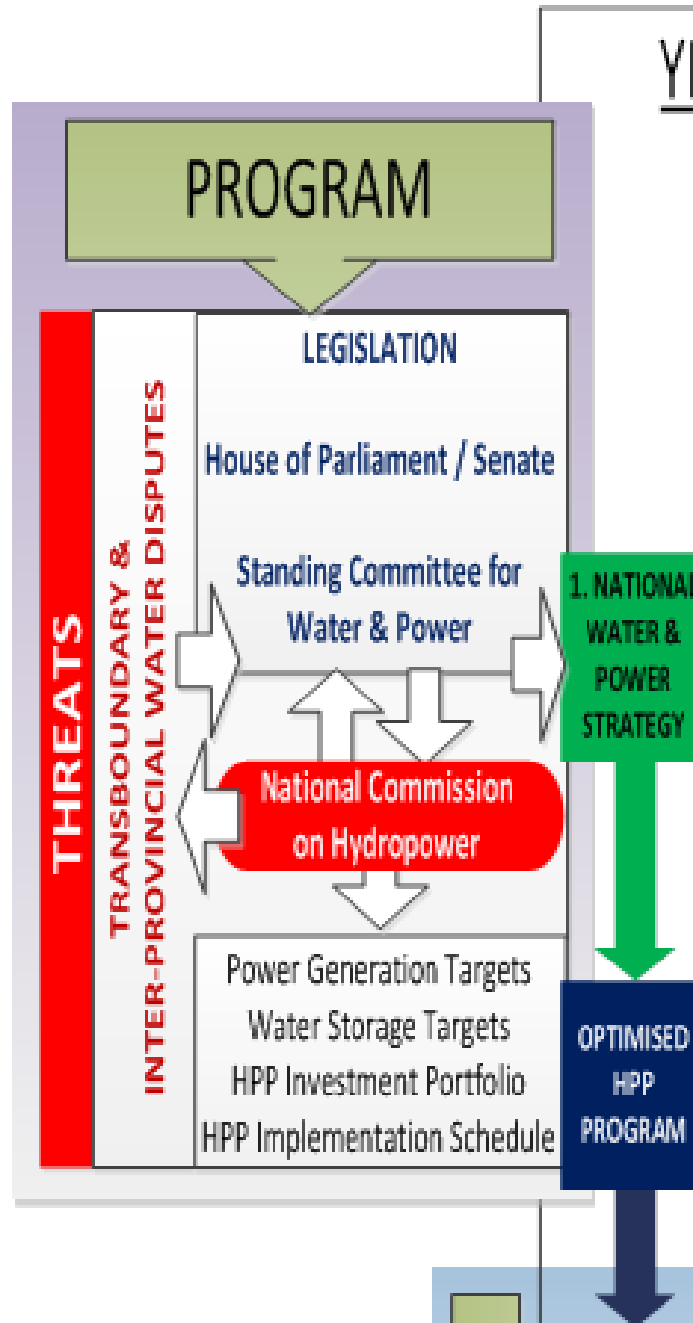 PROGRAM
LEGISLATION
House of Parliament / Senate
Standing Committee for
Water & Power
THREATS
TRANSBOUNDARY &
INTER-PROVINCIAL WATER DISPUTES
National Commission
on Hydropower
Power Generation Targets
Water Storage Targets
HPP Investment Portfolio
HPP Implementation Schedule
1. NATIONAL
WATER &
POWER
STRATEGY
OPTIMISED
HPP
PROGRAM